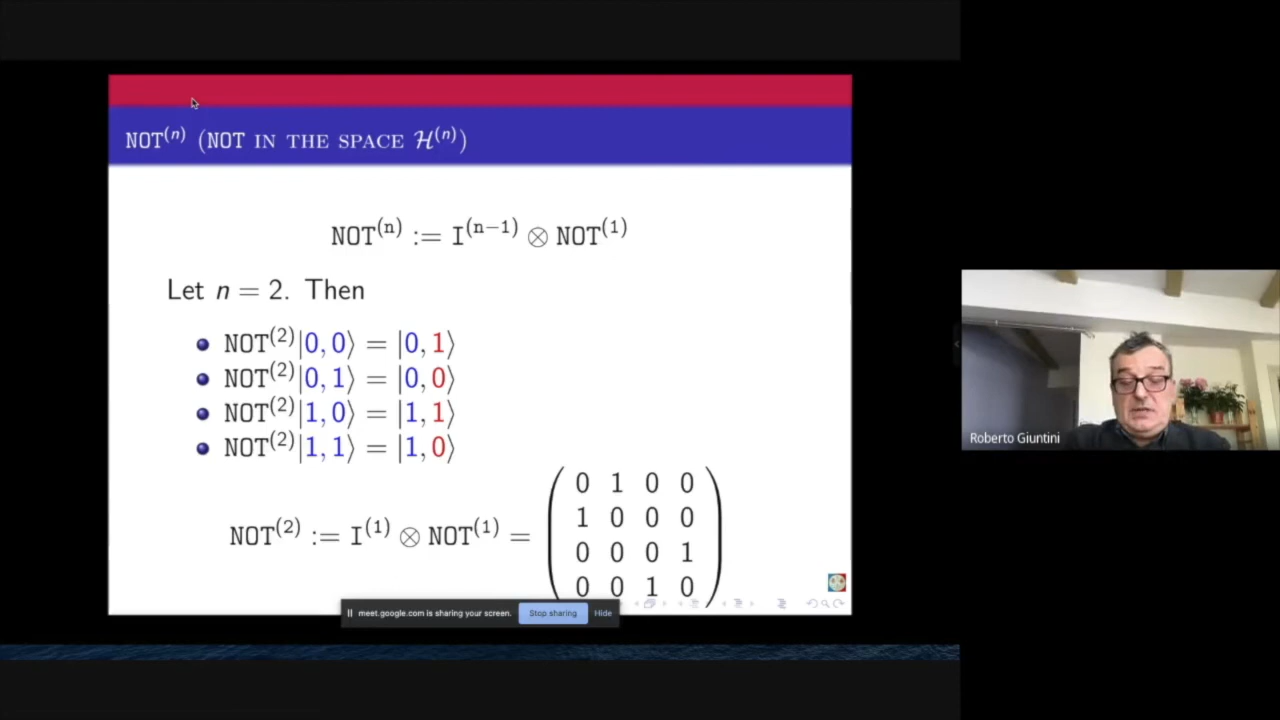 NOT⁽ⁿ⁾ (NOT IN THE SPACE ℋ⁽ⁿ⁾)
NOT⁽ⁿ⁾ := I⁽ⁿ⁻¹⁾ ⊗ NOT⁽¹⁾
Let n = 2. Then
NOT⁽²⁾|0, 0⟩ = |0, 1⟩
NOT⁽²⁾|0, 1⟩ = |0, 0⟩
NOT⁽²⁾|1, 0⟩ = |1, 1⟩
NOT⁽²⁾|1, 1⟩ = |1, 0⟩
NOT⁽²⁾ := I⁽¹⁾ ⊗ NOT⁽¹⁾ =
0 1 0 0
1 0 0 0
0 0 0 1
0 0 1 0
meet.google.com is sharing your screen. Stop sharing Hide
Roberto Giuntini